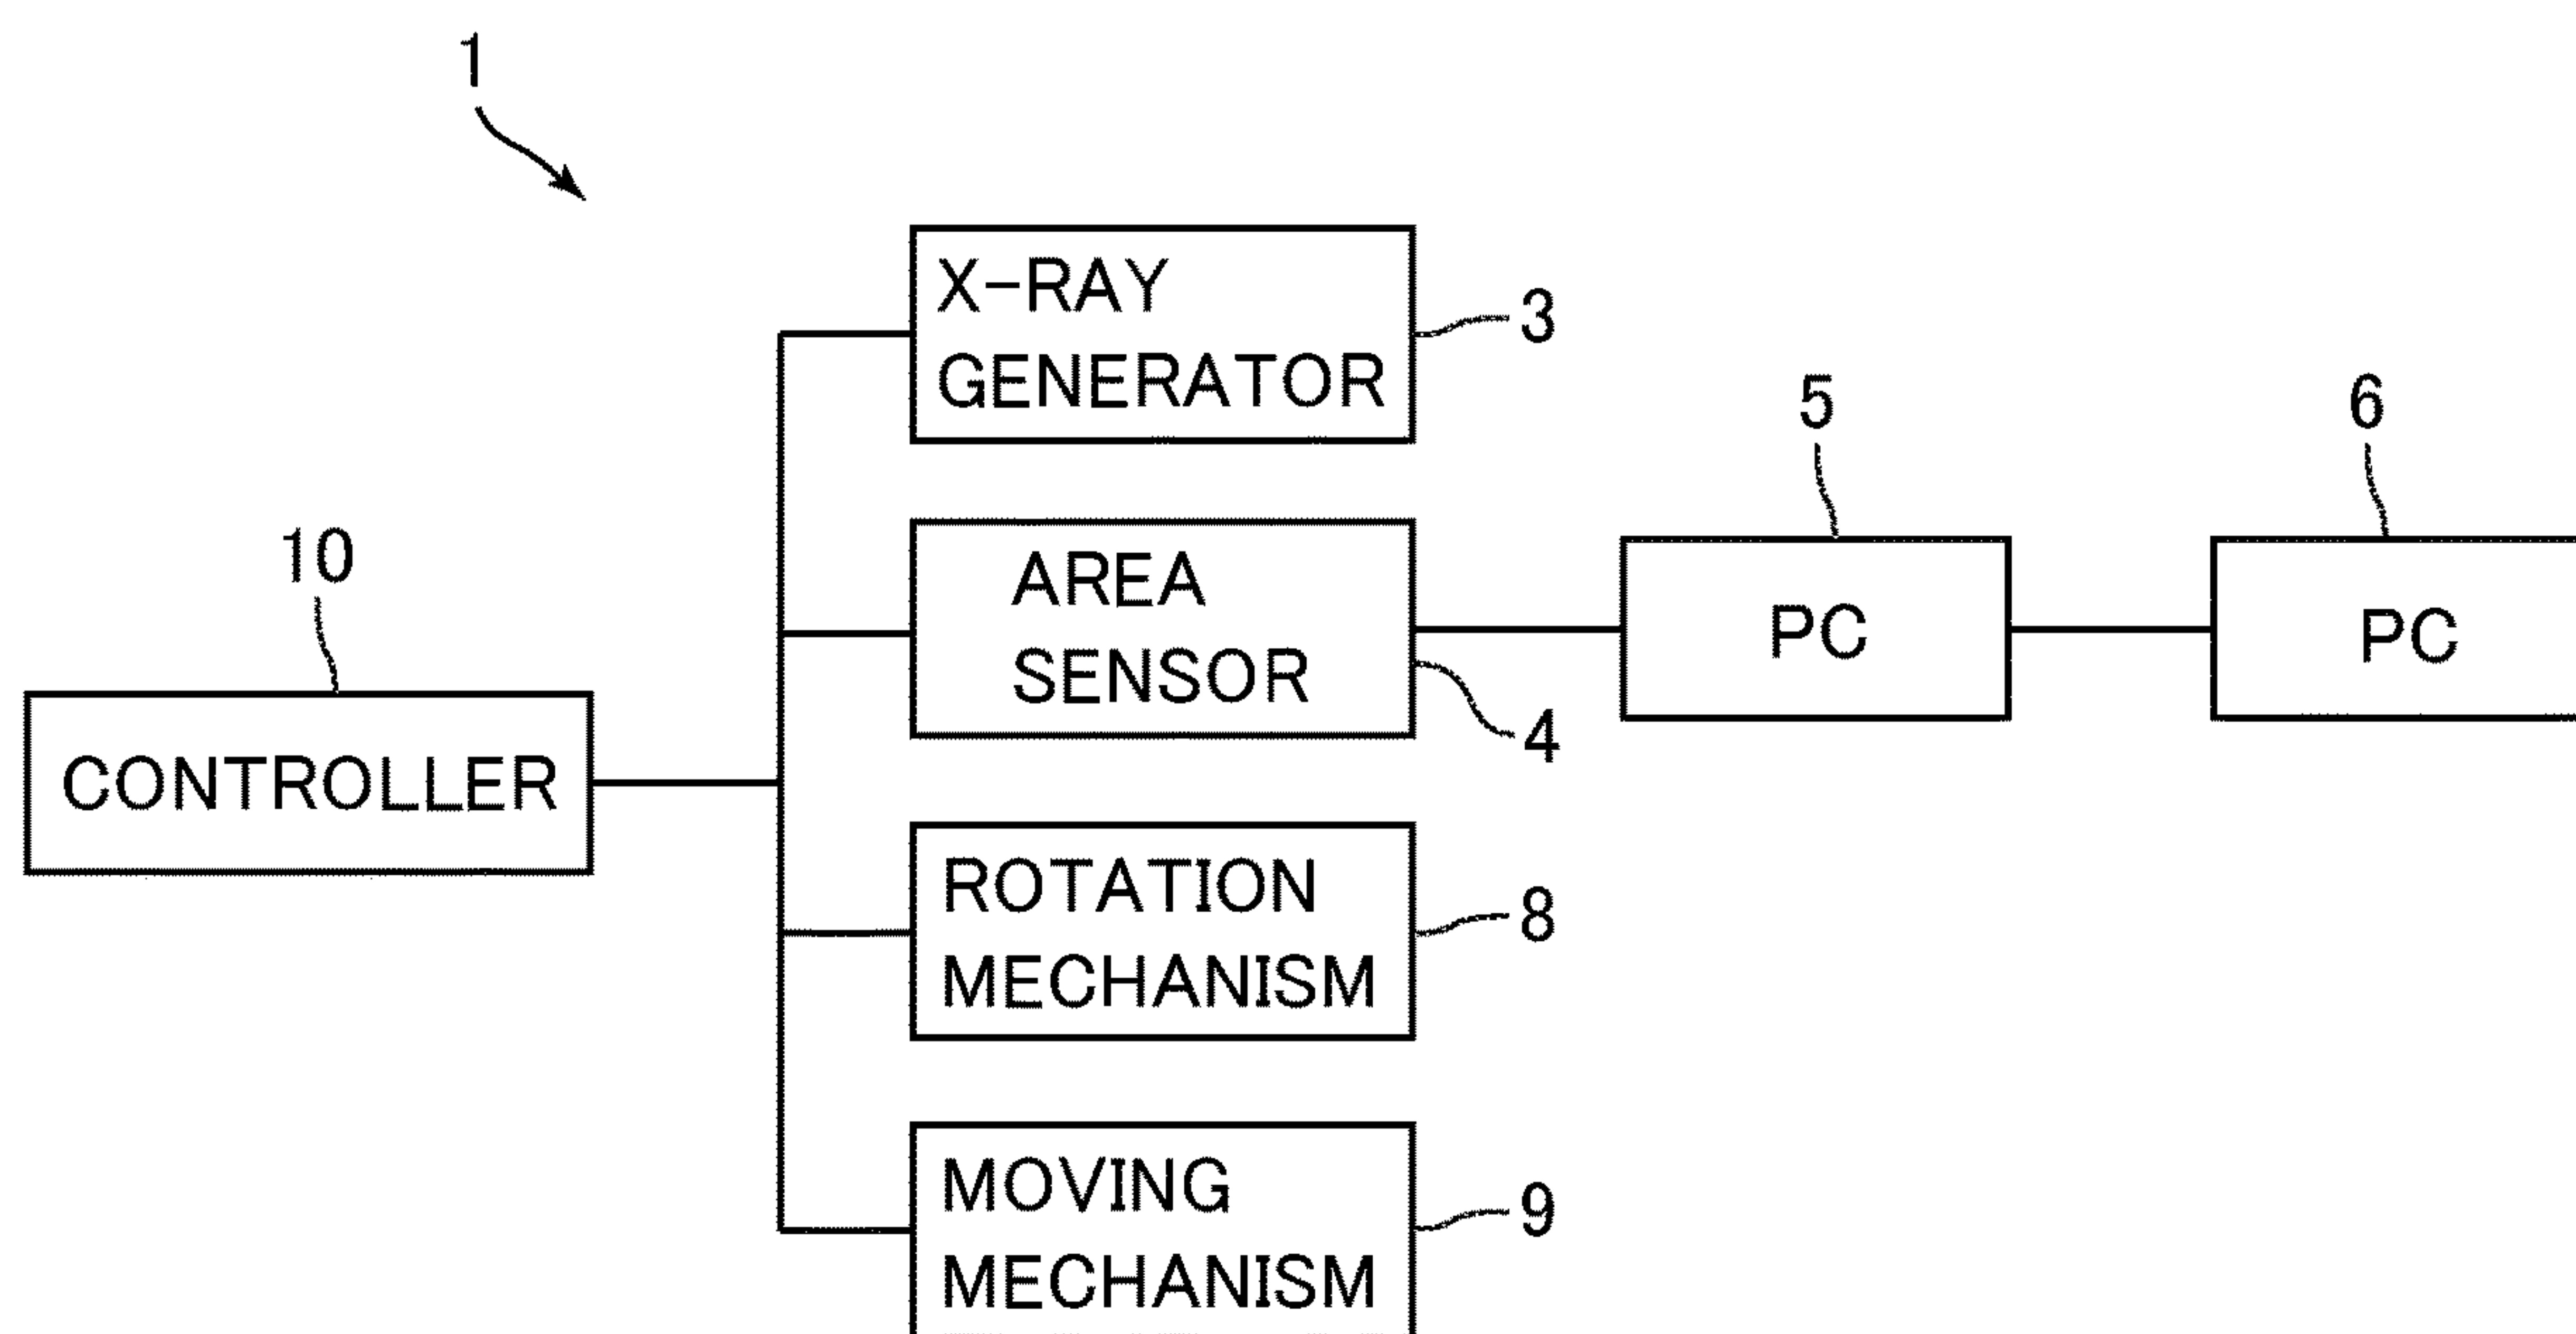 1
X-RAY
GENERATOR
3
5
6
10
AREA
SENSOR
PC
PC
4
CONTROLLER
ROTATION
MECHANISM
8
MOVING
MECHANISM
9